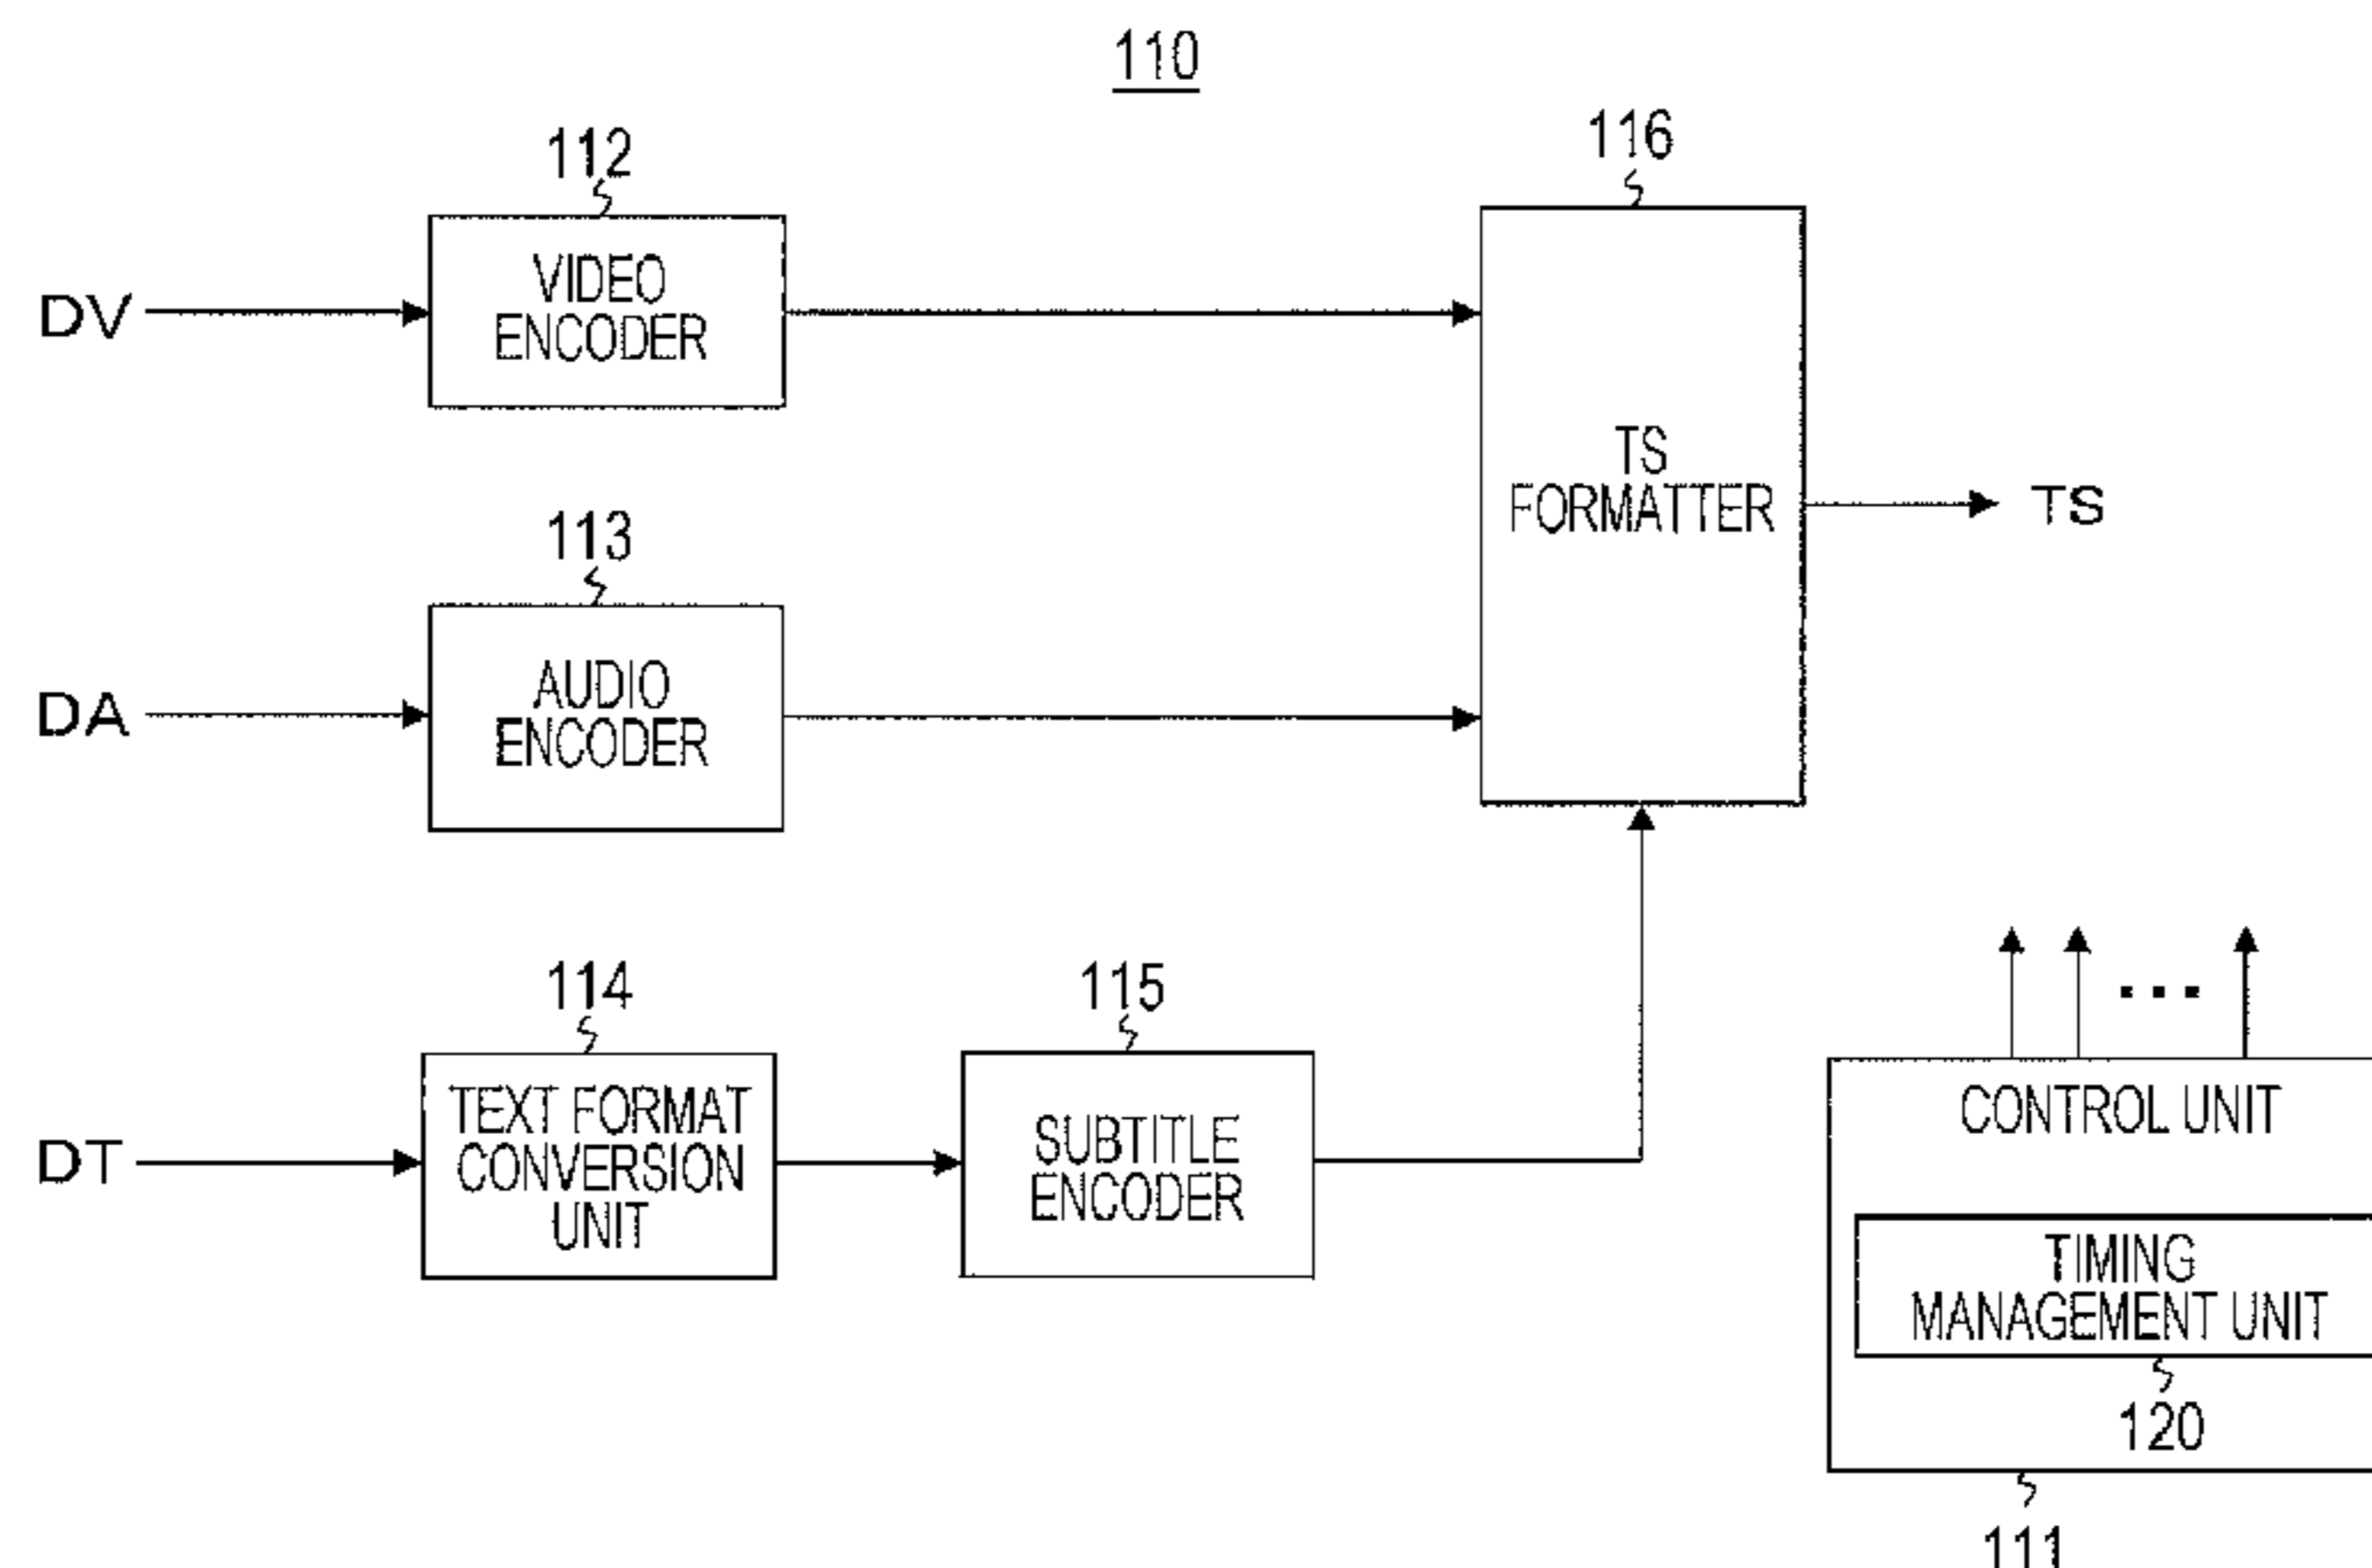 110
112
116
VIDEO
ENCODER
DV
TS
FORMATTER
TS
113
AUDIO
ENCODER
DA
114
115
TEXT FORMAT
CONVERSION
UNIT
DT
SUBTITLE
ENCODER
...
CONTROL UNIT
TIMING
MANAGEMENT UNIT
120
111